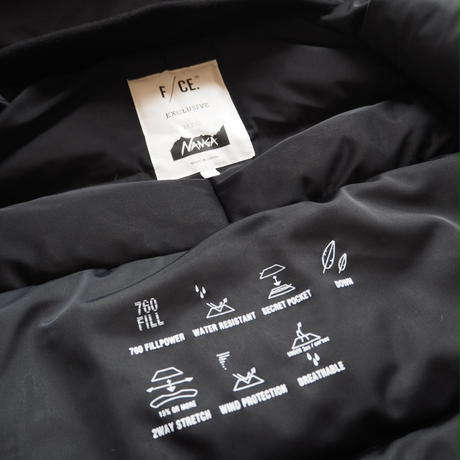 F/CE.
EXCLUSIVE
NANGA
760
FILL
760 FILLPOWER
WATER RESISTANT
SECRET POCKET
DOWN
15% OR MORE
2WAY STRETCH
WIND PROTECTION
BREATHABLE